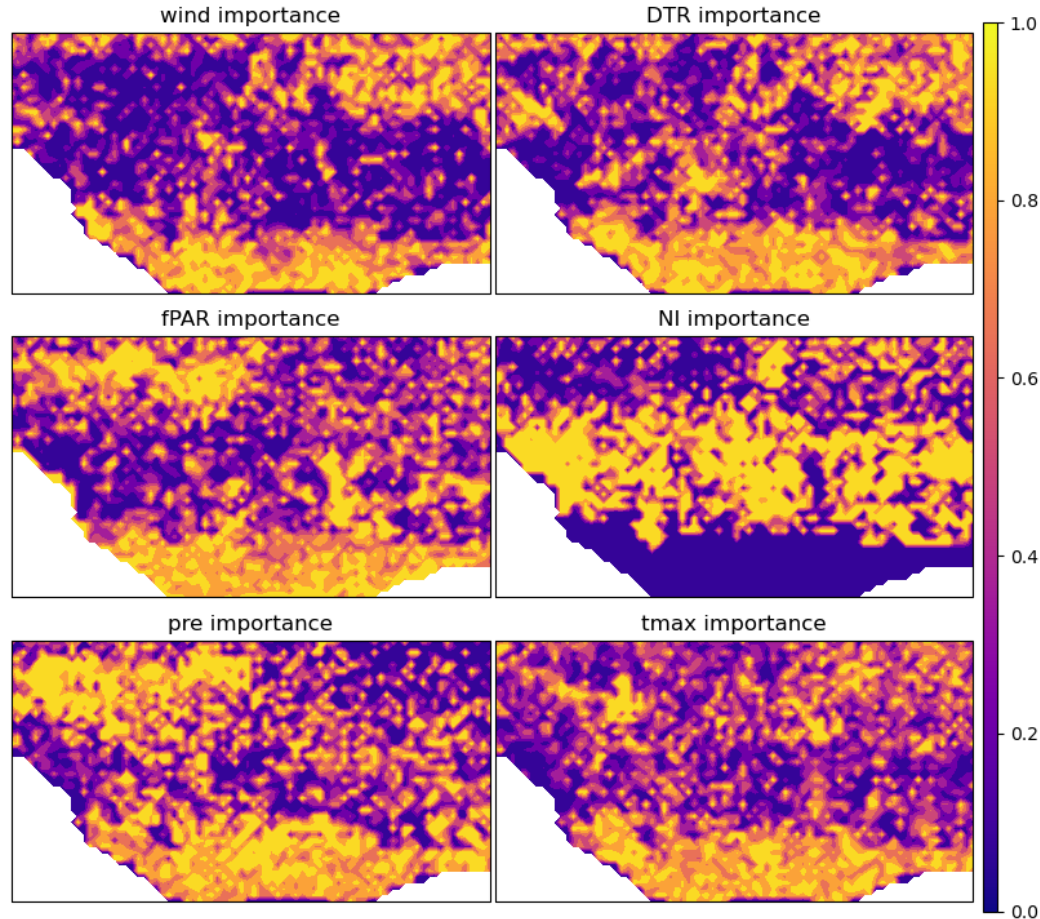 wind importance
DTR importance
fPAR importance
NI importance
pre importance
tmax importance
1.0
0.8
0.6
0.4
0.2
0.0